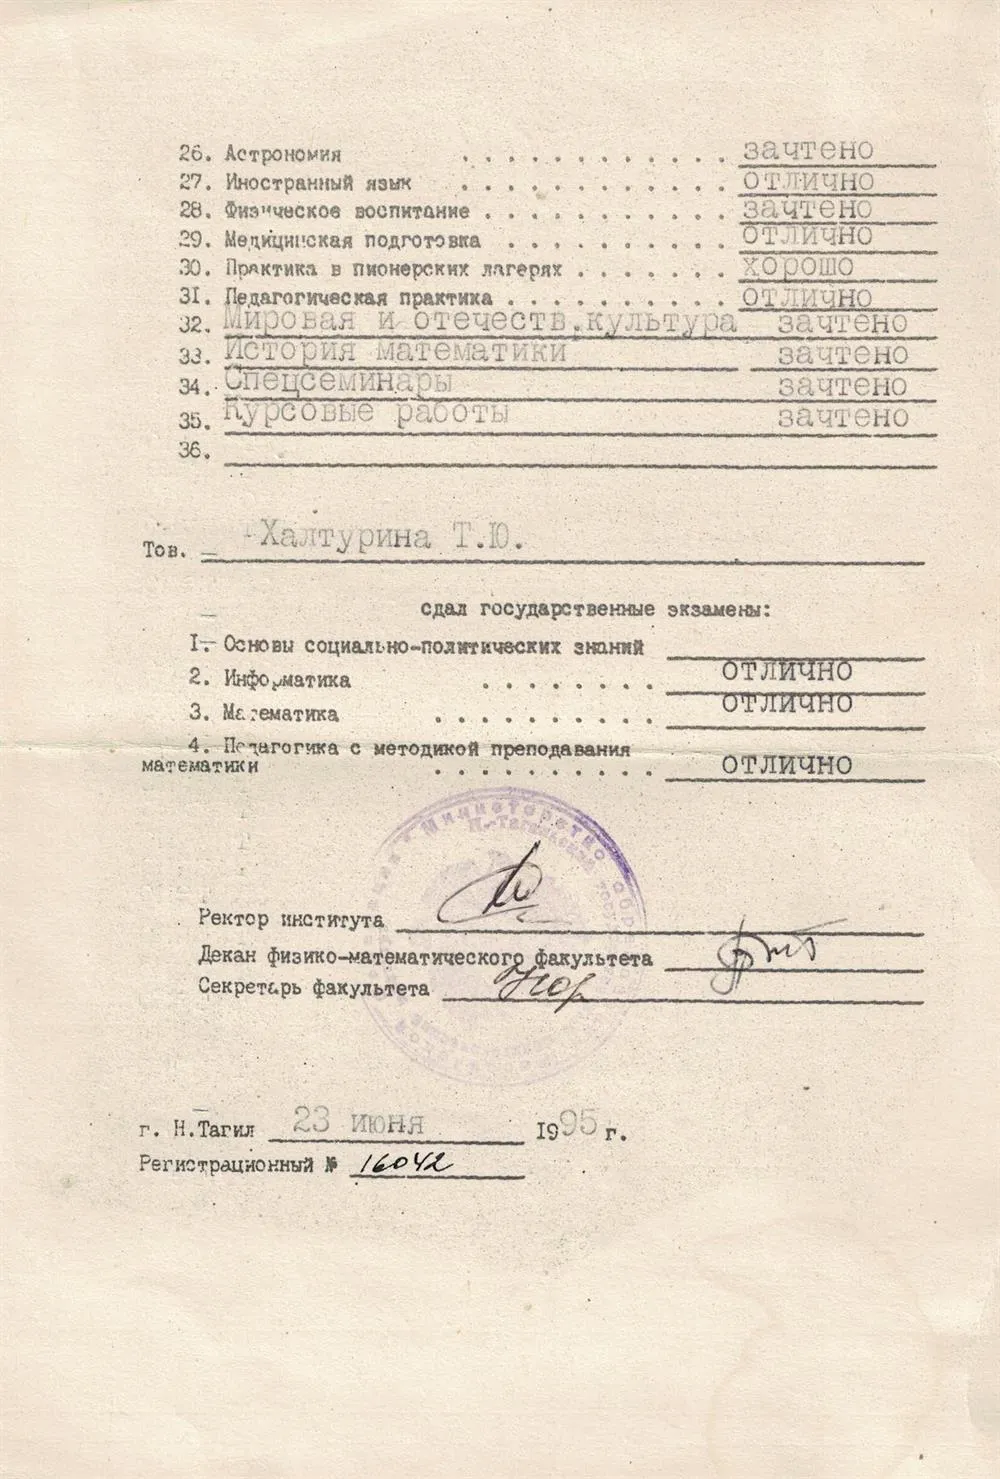 26. Астрономия . . . . . . . . . . . . зачтено
27. Иностранный язык . . . . . . . . . . . . отлично
28. Физическое воспитание . . . . . . . . . . . зачтено
29. Медицинская подготовка . . . . . . . . . . отлично
30. Практика в пионерских лагерях . . . . . . . хорошо
31. Педагогическая практика . . . . . . . . . . отлично
32. Мировая и отечеств.культура зачтено
33. История математики зачтено
34. Спецсеминары зачтено
35. Курсовые работы зачтено
36.
Тов. Халтурина Т.Ю.
сдал государственные экзамены:
1. Основы социально-политических знаний
2. Информатика . . . . . . . . отлично
3. Математика . . . . . . . . . . отлично
4. Педагогика с методикой преподавания
математики . . . . . . . . . . отлично
Министерство
Н-Тагильский
Ректор института
Декан физико-математического факультета
Секретарь факультета
г. Н.Тагил 23 июня 1995 г.
Регистрационный № 16042